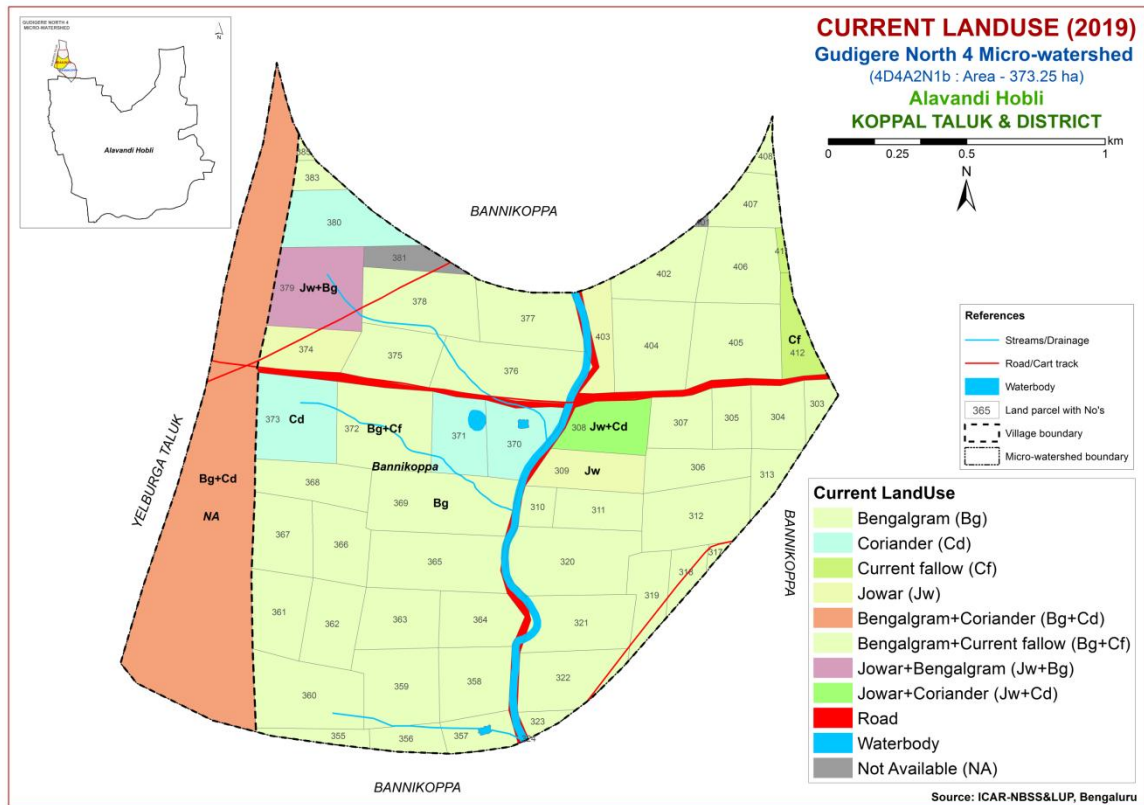 GUDIGERE NORTH 4
MICRO-WATERSHED
N
Alavandi Hobli
CURRENT LANDUSE (2019)
Gudigere North 4 Micro-watershed
(4D4A2N1b : Area - 373.25 ha)
Alavandi Hobli
KOPPAL TALUK & DISTRICT
km
0 0.25 0.5 1
N
BANNIKOPPA
383
380
381
379 Jw+Bg
378
377
374
375
376
408
407
402
406
403
404
405
Cf
412
373 Cd
372 Bg+Cf
371
370
308 Jw+Cd
307
305
304
303
Bannikoppa
309 Jw
306
313
YELBURGA TALUK
Bg+Cd
NA
368
369
Bg
310
311
312
BANNIKOPPA
367
366
365
320
317
318
319
361
362
363
364
321
360
359
358
322
323
355
356
357
BANNIKOPPA
References
Streams/Drainage
Road/Cart track
Waterbody
365 Land parcel with No's
Village boundary
Micro-watershed boundary
Current LandUse
Bengalgram (Bg)
Coriander (Cd)
Current fallow (Cf)
Jowar (Jw)
Bengalgram+Coriander (Bg+Cd)
Bengalgram+Current fallow (Bg+Cf)
Jowar+Bengalgram (Jw+Bg)
Jowar+Coriander (Jw+Cd)
Road
Waterbody
Not Available (NA)
Source: ICAR-NBSS&LUP, Bengaluru